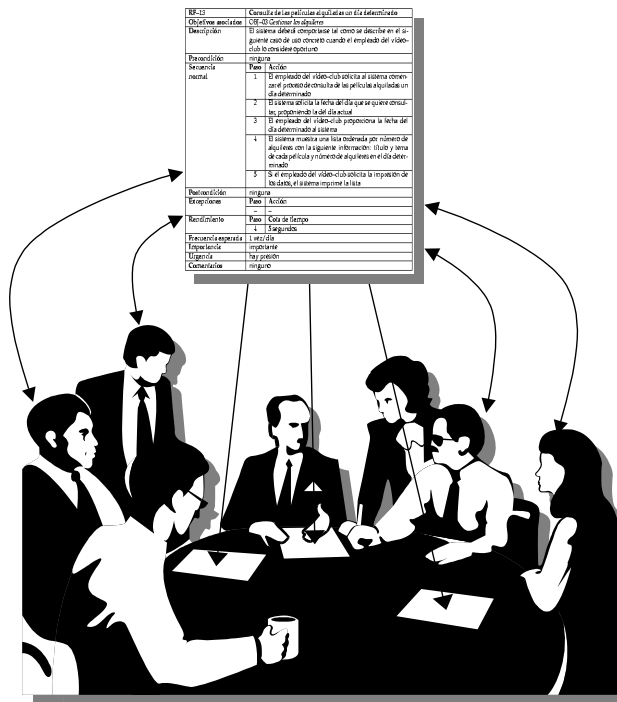 RF–13 Consulta de las películas alquiladas un día determinado
Objetivos asociados OBJ–03 Gestionar los alquileres
Descripción El sistema deberá comportarse tal como se describe en el si-
guiente caso de uso concreto cuando el empleado del vídeo-
club lo considere oportuno
Precondición ninguna
Secuencia Paso Acción
normal 1 El empleado del vídeo-club solicita al sistema comen-
zar el proceso de consulta de las películas alquiladas un
día determinado
2 El sistema solicita la fecha del día que se quiere consul-
tar, proponiendo la del día actual
3 El empleado del vídeo-club proporciona la fecha del
día determinado al sistema
4 El sistema muestra una lista ordenada por número de
alquileres con la siguiente información: título y tema
de cada película y número de alquileres en el día deter-
minado
5 Si el empleado del vídeo-club solicita la impresión de
los datos, el sistema imprime la lista
Postcondición ninguna
Excepciones Paso Acción
– –
Rendimiento Paso Cota de tiempo
4 5 segundos
Frecuencia esperada 1 vez/día
Importancia importante
Urgencia hay presión
Comentarios ninguno